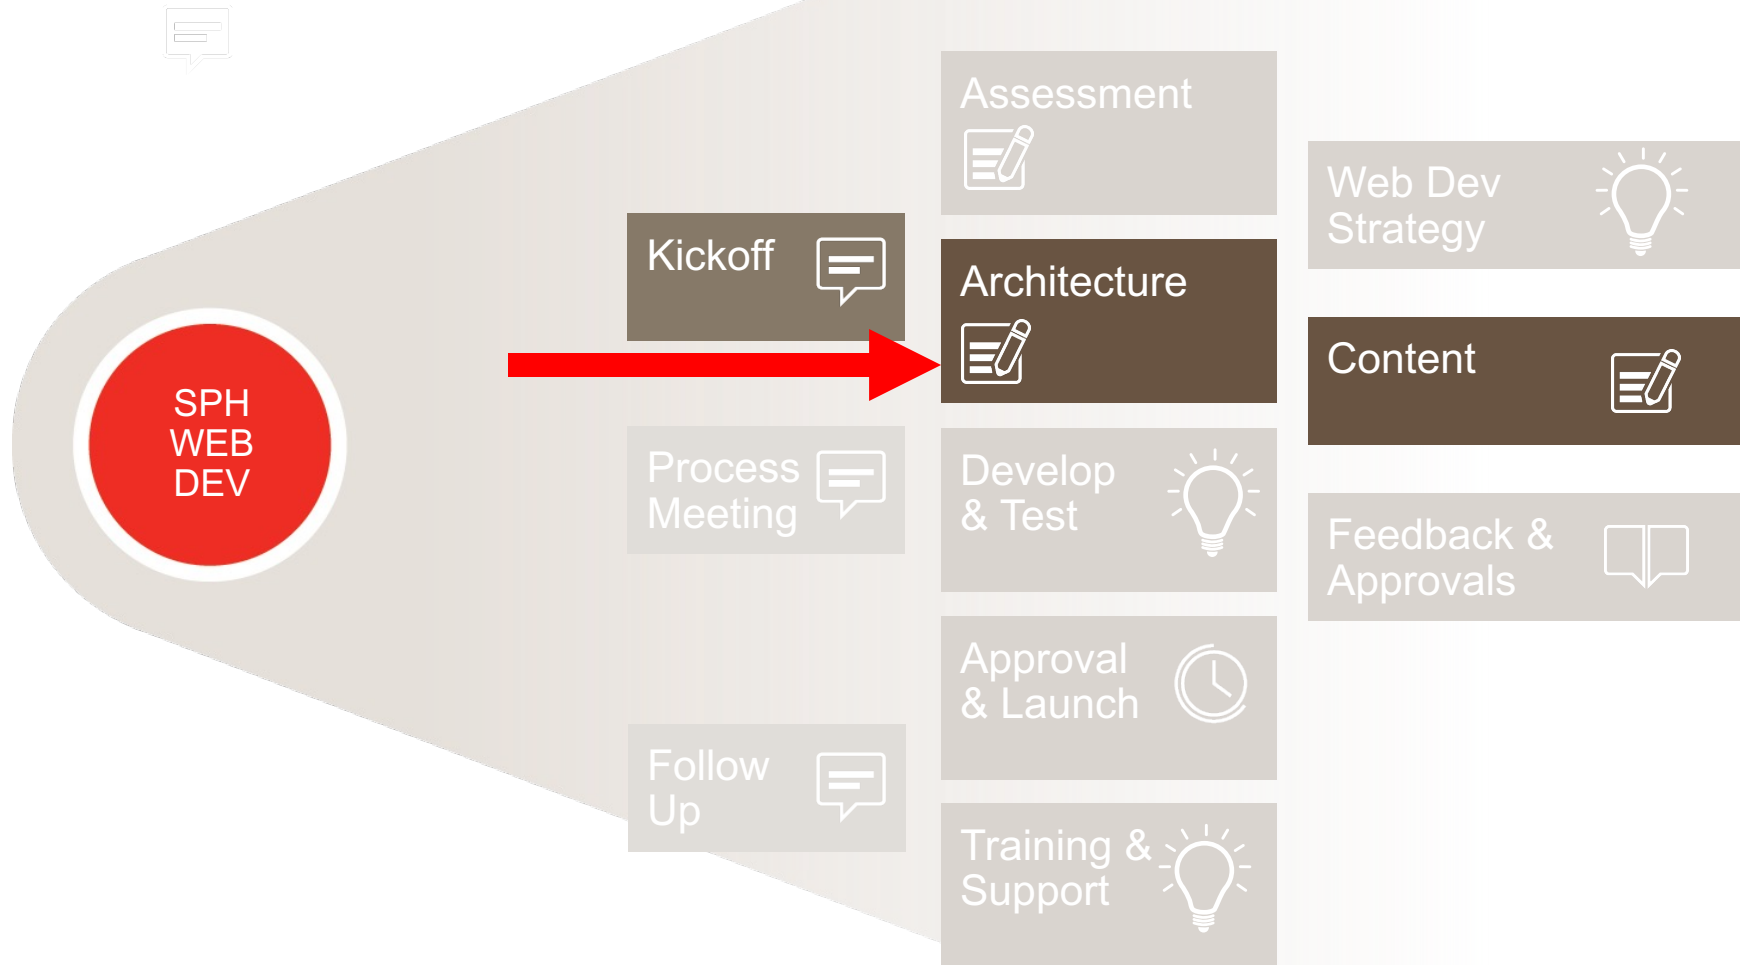 SPH
WEB
DEV
Kickoff
Process
Meeting
Follow
Up
Assessment
Architecture
Develop
& Test
Approval
& Launch
Training &
Support
Web Dev
Strategy
Content
Feedback &
Approvals